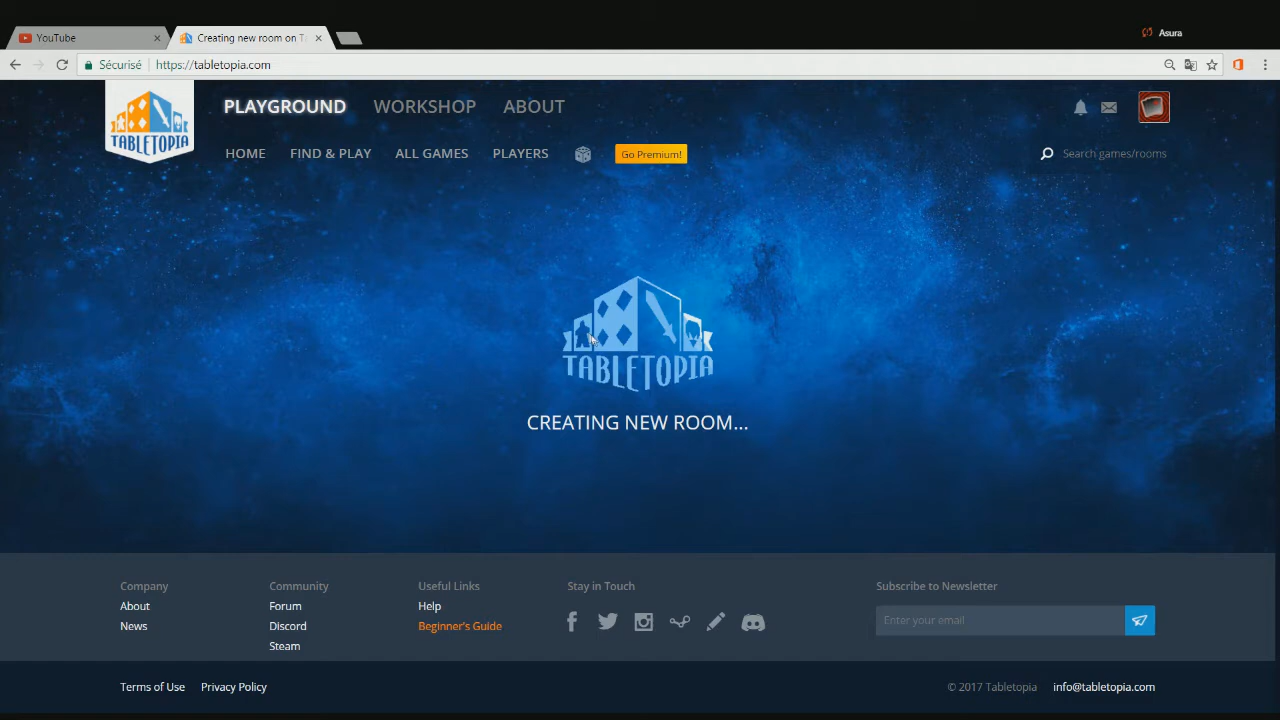 YouTube
Creating new room on T
Asura
Sécurisé
https://tabletopia.com
TABLETOPIA
PLAYGROUND WORKSHOP ABOUT
HOME FIND & PLAY ALL GAMES PLAYERS Go Premium! Search games/rooms
TABLETOPIA
CREATING NEW ROOM...
Company
About
News
Community
Forum
Discord
Steam
Useful Links
Help
Beginner's Guide
Stay in Touch
Subscribe to Newsletter
Enter your email
Terms of Use Privacy Policy
© 2017 Tabletopia info@tabletopia.com